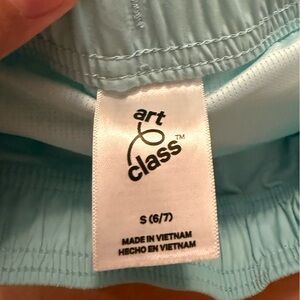 art
class™
S (6/7)
MADE IN VIETNAM
HECHO EN VIETNAM